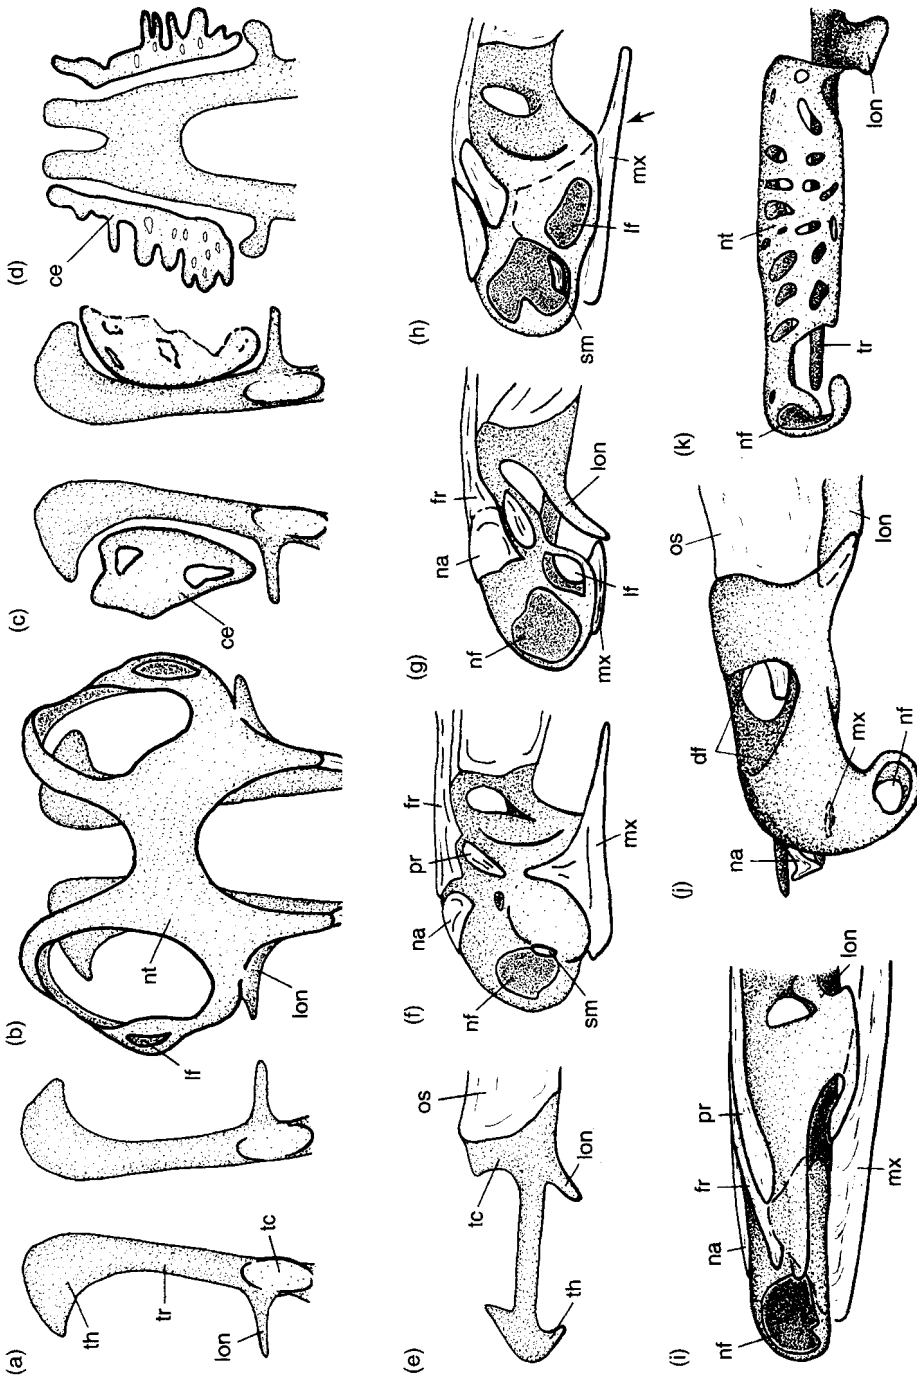 (a)
th
tr
lon
tc
(b)
lf
nt
lon
(c)
ce
(d)
ce
(e)
os
tc
lon
th
(f)
na
fr
pr
nf
sm
mx
(g)
na
fr
nf
lon
mx
lf
(h)
sm
lf
mx
(i)
na
fr
pr
nf
lon
mx
(j)
os
df
na
mx
nf
lon
(k)
nf
nt
tr
lon